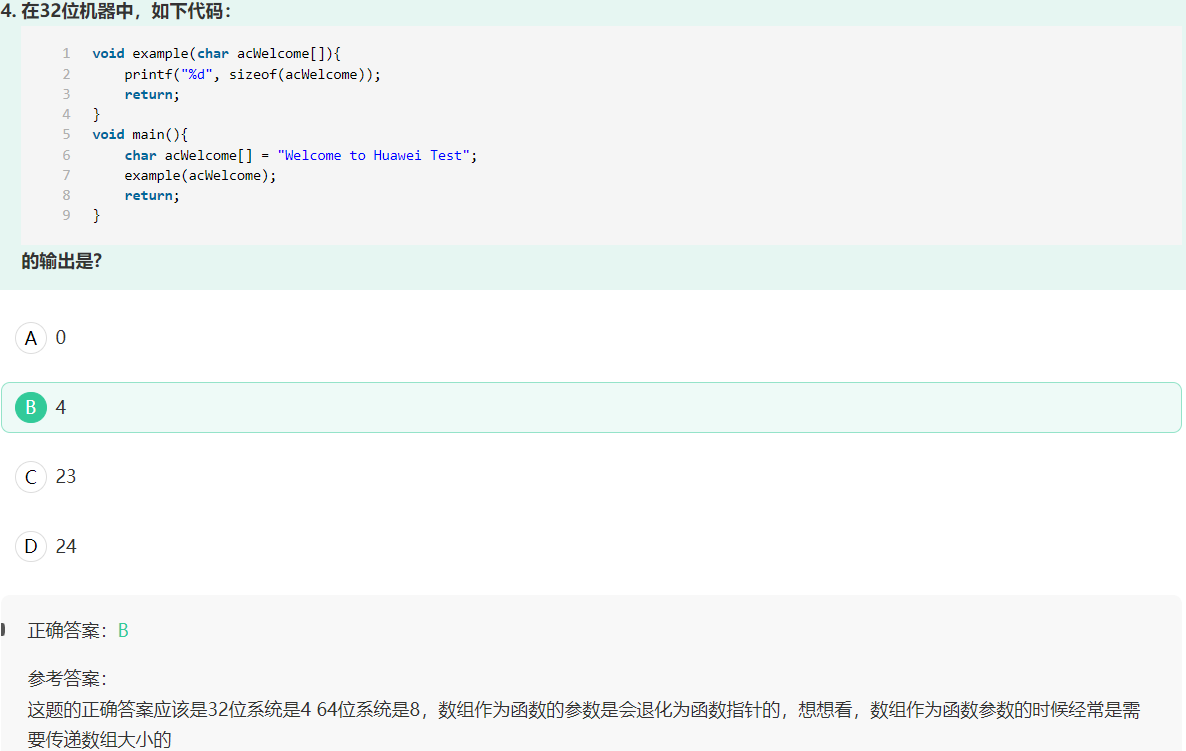 4. 在32位机器中，如下代码：
1 void example(char acWelcome[]){
2 printf("%d", sizeof(acWelcome));
3 return;
4 }
5 void main(){
6 char acWelcome[] = "Welcome to Huawei Test";
7 example(acWelcome);
8 return;
9 }
的输出是？
A 0
B 4
C 23
D 24
正确答案：B
参考答案：
这题的正确答案应该是32位系统是4 64位系统是8，数组作为函数的参数是会退化为函数指针的，想想看，数组作为函数参数的时候经常是需
要传递数组大小的